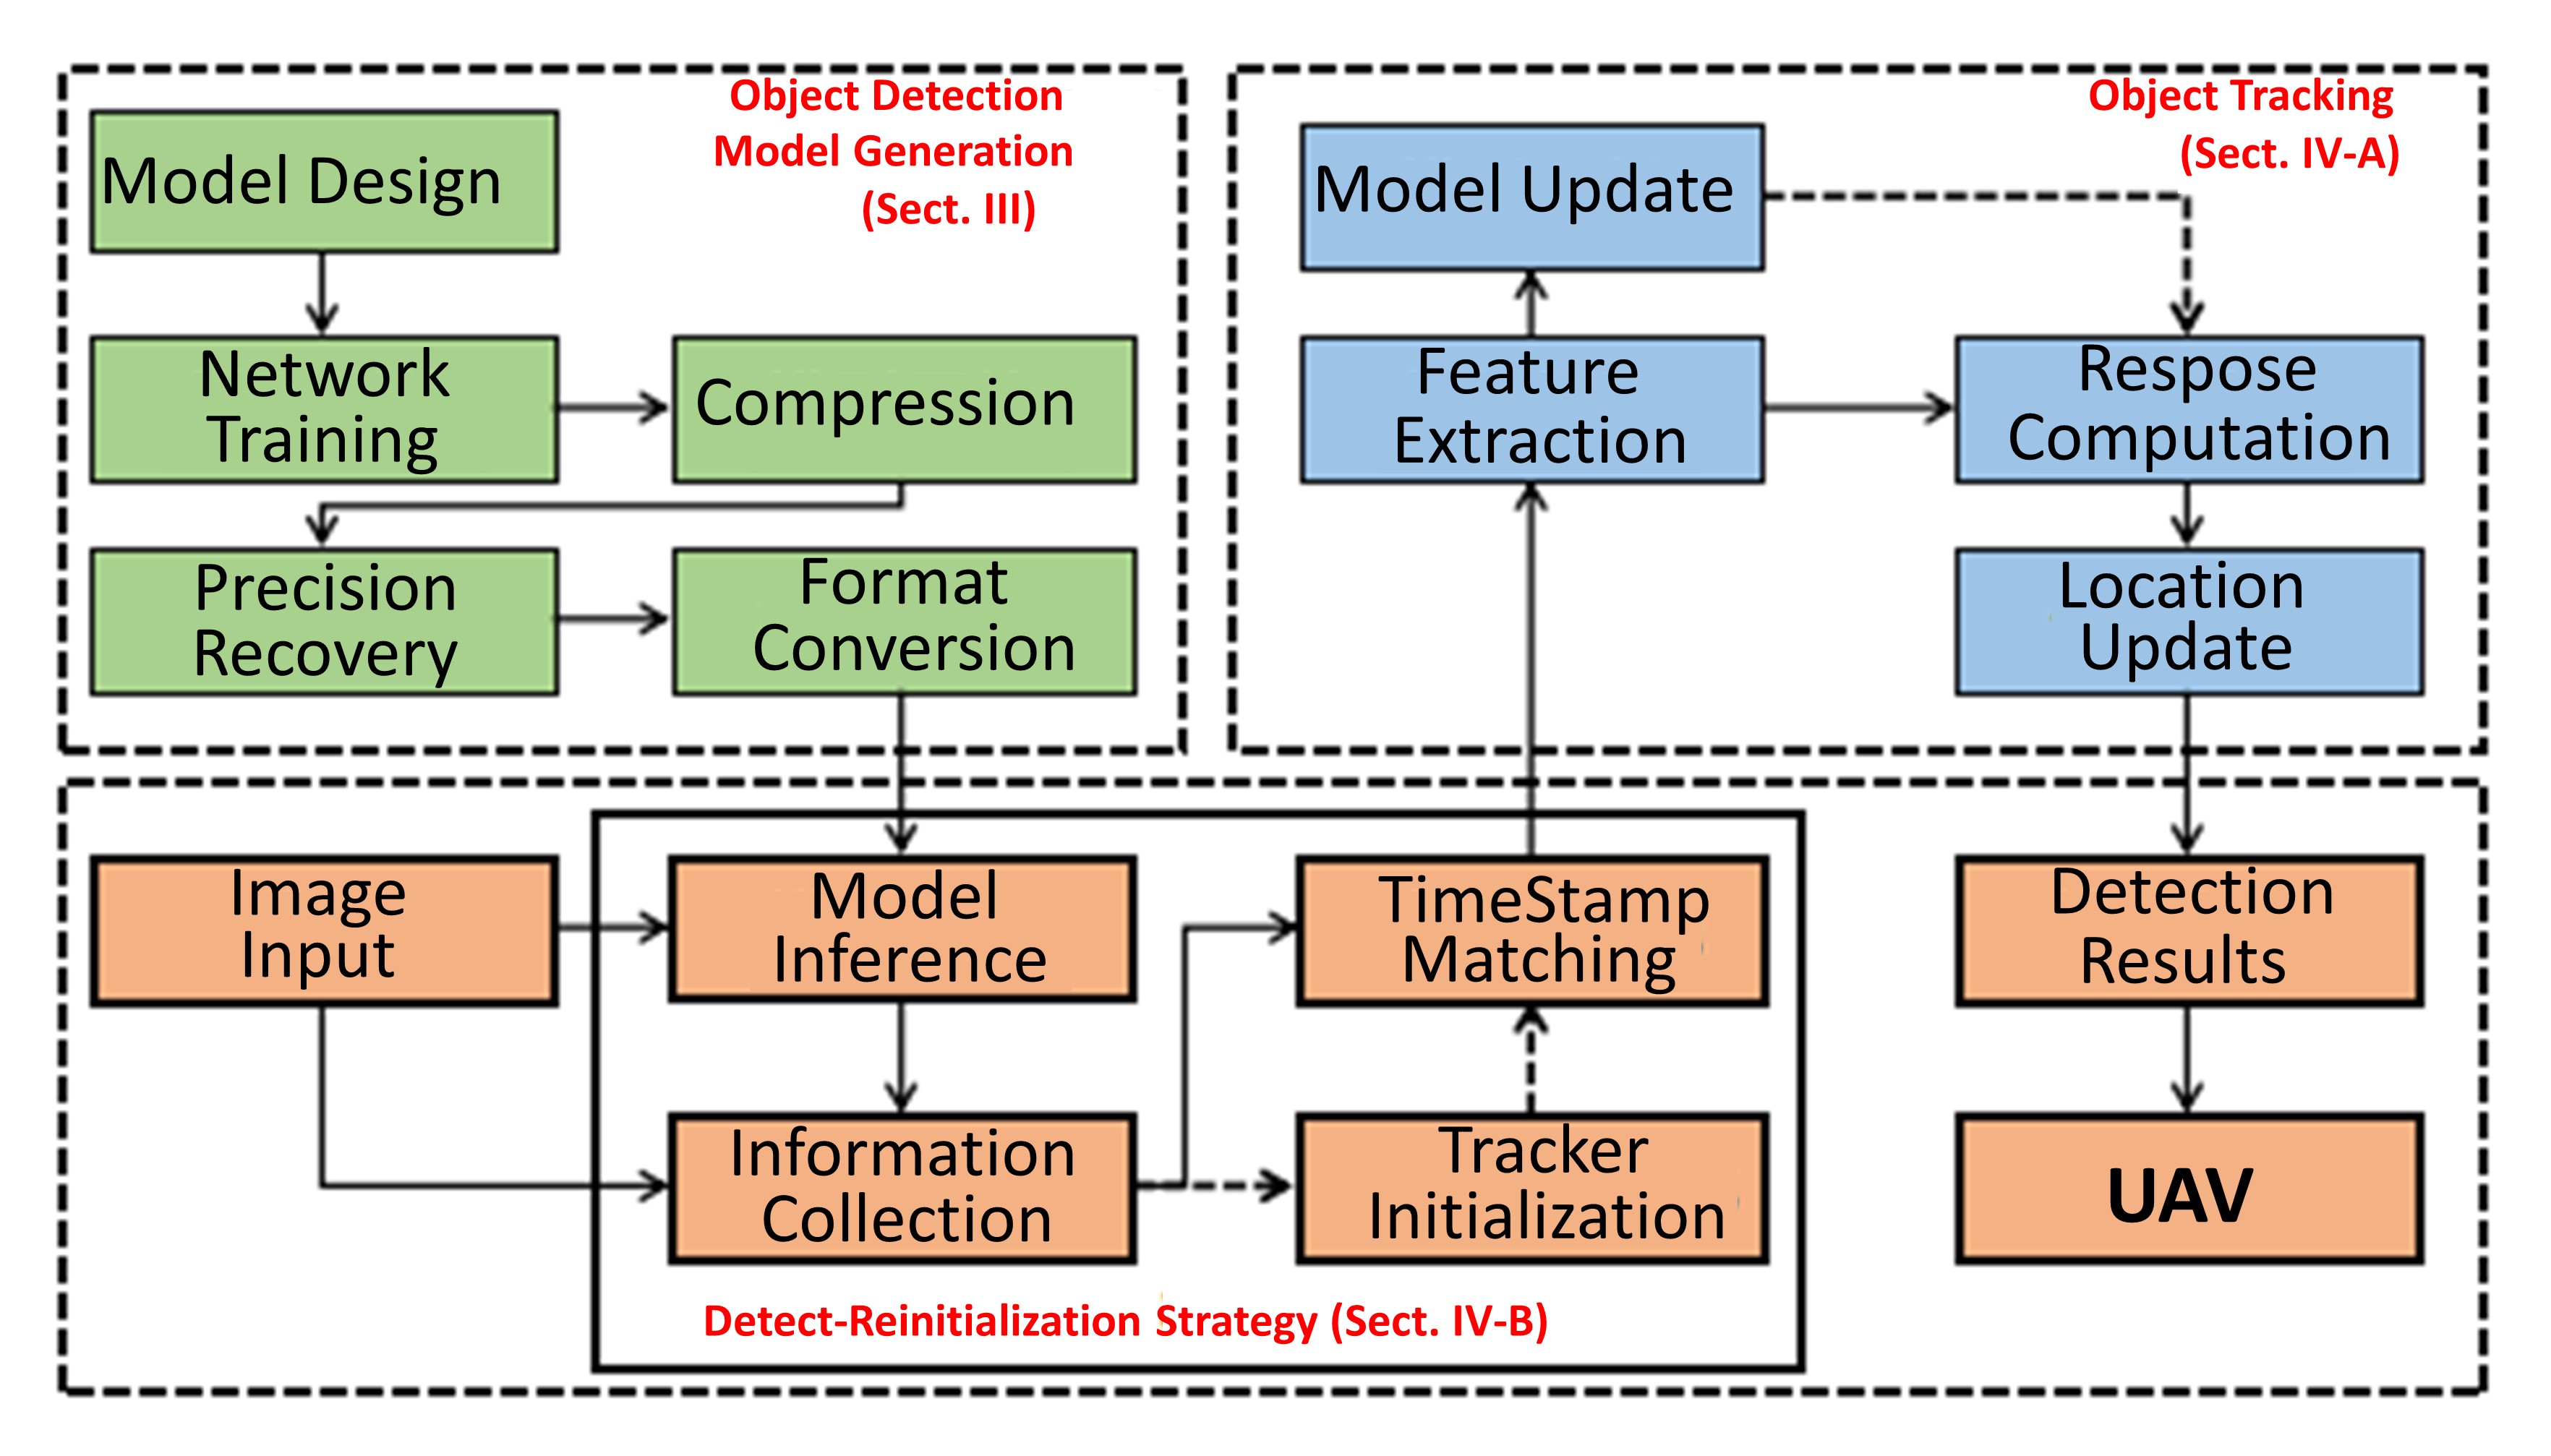 Object Detection
Model Generation
(Sect. III)
Model Design
Network
Training
Compression
Precision
Recovery
Format
Conversion
Object Tracking
(Sect. IV-A)
Model Update
Feature
Extraction
Respose
Computation
Location
Update
Image
Input
Model
Inference
TimeStamp
Matching
Detection
Results
Information
Collection
Tracker
Initialization
UAV
Detect-Reinitialization Strategy (Sect. IV-B)